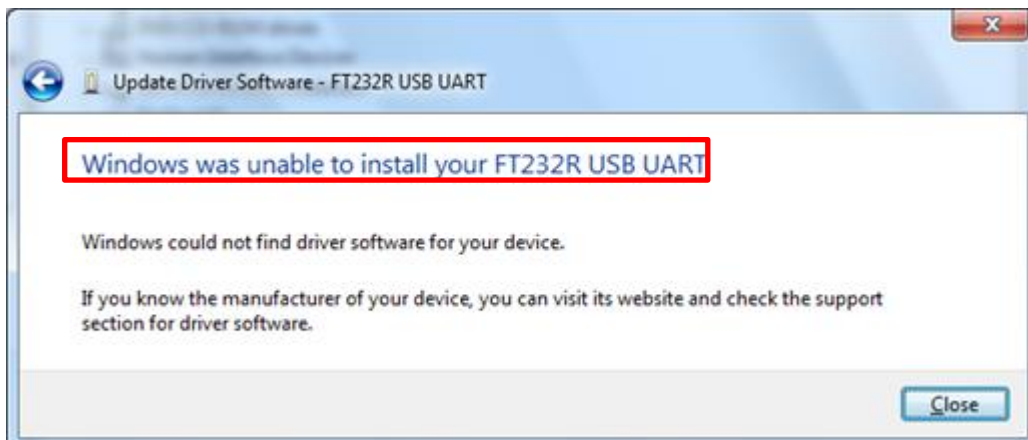 Update Driver Software - FT232R USB UART
Windows was unable to install your FT232R USB UART
Windows could not find driver software for your device.
If you know the manufacturer of your device, you can visit its website and check the support
section for driver software.
Close